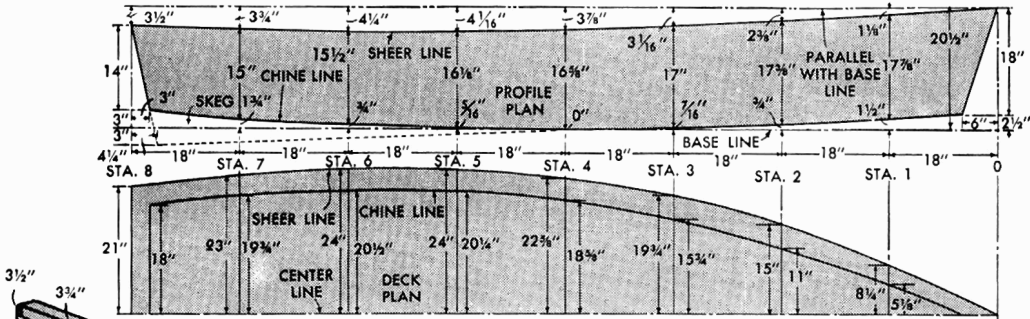 3½" 3¾" 4¼" 4 1/16" 3⅞" 3 1/16" 2⅜" 1⅛" 20½"
SHEER LINE
15½"
14" 15" CHINE LINE 16⅛" 16⅜" 17" 17⅜" PARALLEL WITH BASE LINE 17⅞" 18"
PROFILE PLAN
3" SKEG 1¾" ¾" 5/16" 0" 7/16" ¾" 1½"
3" 3" 6" 2½"
BASE LINE
4¼" 18" 18" 18" 18" 18" 18" 18" 18"
STA. 8 STA. 7 STA. 6 STA. 5 STA. 4 STA. 3 STA. 2 STA. 1 0
SHEER LINE CHINE LINE
21" 18" 23" 19¾" 24" 20½" 24" 20¼" 22⅜" 18⅝" 19¾" 15¾" 15" 11" 8¼" 5⅛"
CENTER LINE
DECK PLAN
3½"
3¾"